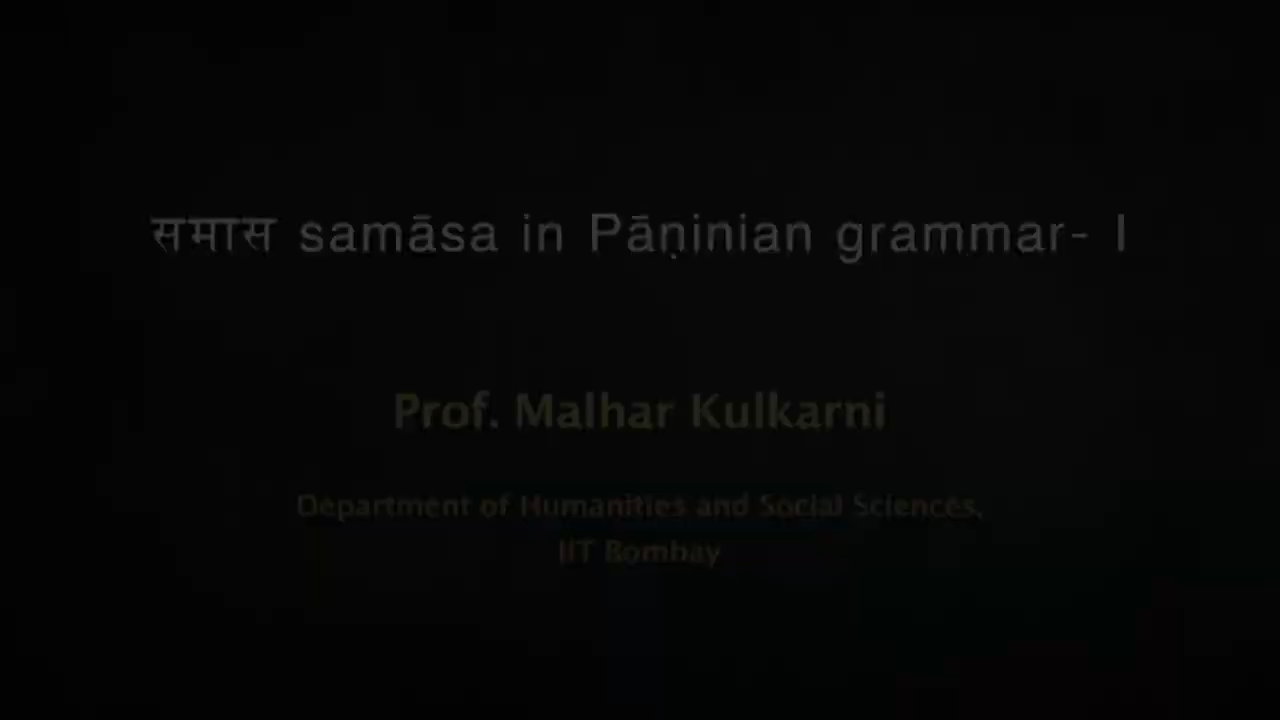 समास samāsa in Pāṇinian grammar- I
Prof. Malhar Kulkarni
Department of Humanities and Social Sciences,
IIT Bombay